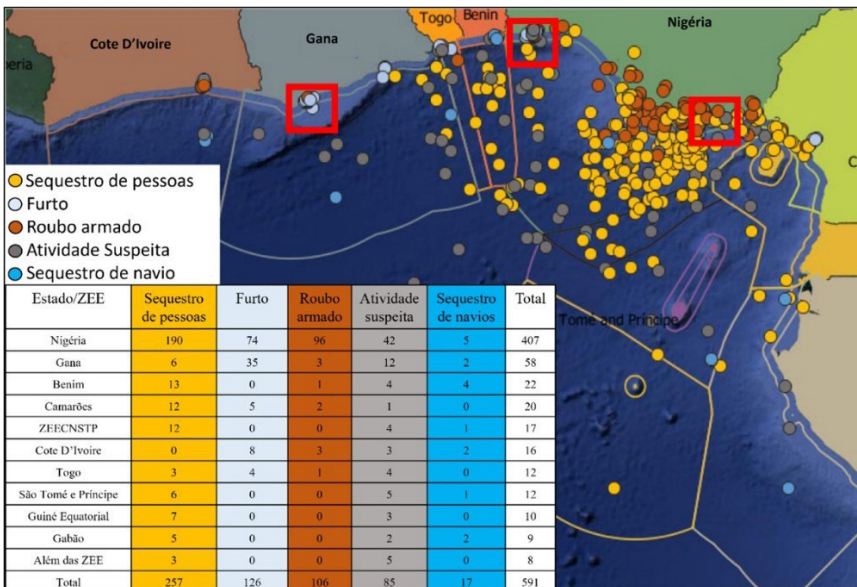 Cote D’Ivoire
Gana
Togo
Benin
Nigéria
eria
C
Sequestro de pessoas
Furto
Roubo armado
Atividade Suspeita
Sequestro de navio
Tomé and Príncipe
Estado/ZEE Sequestro de pessoas Furto Roubo armado Atividade suspeita Sequestro de navios Total
Nigéria 190 74 96 42 5 407
Gana 6 35 3 12 2 58
Benim 13 0 1 4 4 22
Camarões 12 5 2 1 0 20
ZEECNSTP 12 0 0 4 1 17
Cote D’Ivoire 0 8 3 3 2 16
Togo 3 4 1 4 0 12
São Tomé e Príncipe 6 0 0 5 1 12
Guiné Equatorial 7 0 0 3 0 10
Gabão 5 0 0 2 2 9
Além das ZEE 3 0 0 5 0 8
Total 257 126 106 85 17 591